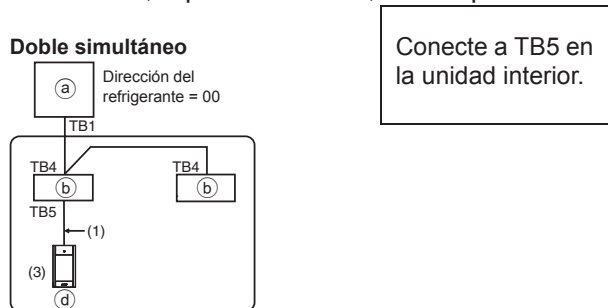 Doble simultáneo
a
Dirección del
refrigerante = 00
TB1
TB4
TB4
b
b
TB5
(1)
(3)
d
Conecte a TB5 en
la unidad interior.